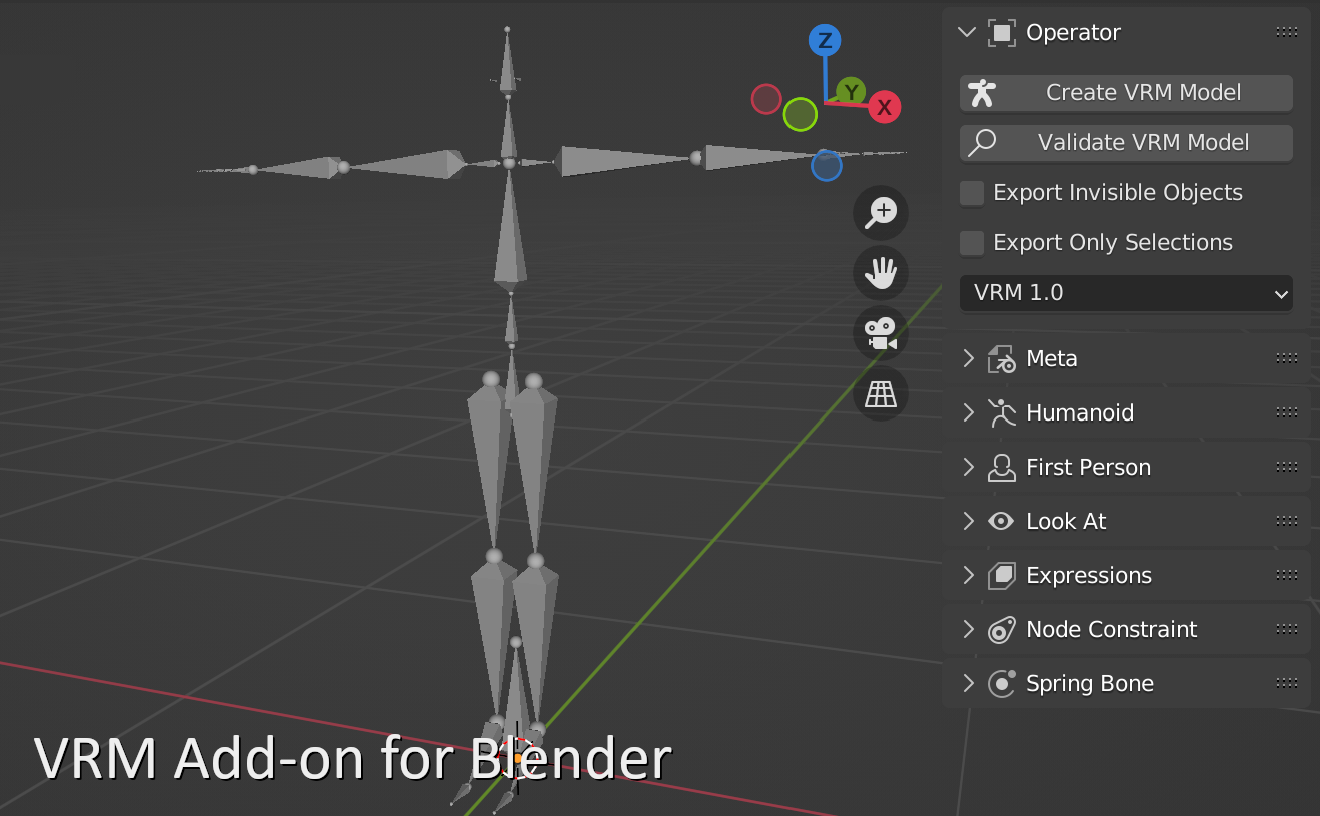 Z
Y
X
Operator
Create VRM Model
Validate VRM Model
Export Invisible Objects
Export Only Selections
VRM 1.0
Meta
Humanoid
First Person
Look At
Expressions
Node Constraint
Spring Bone
VRM Add-on for Blender